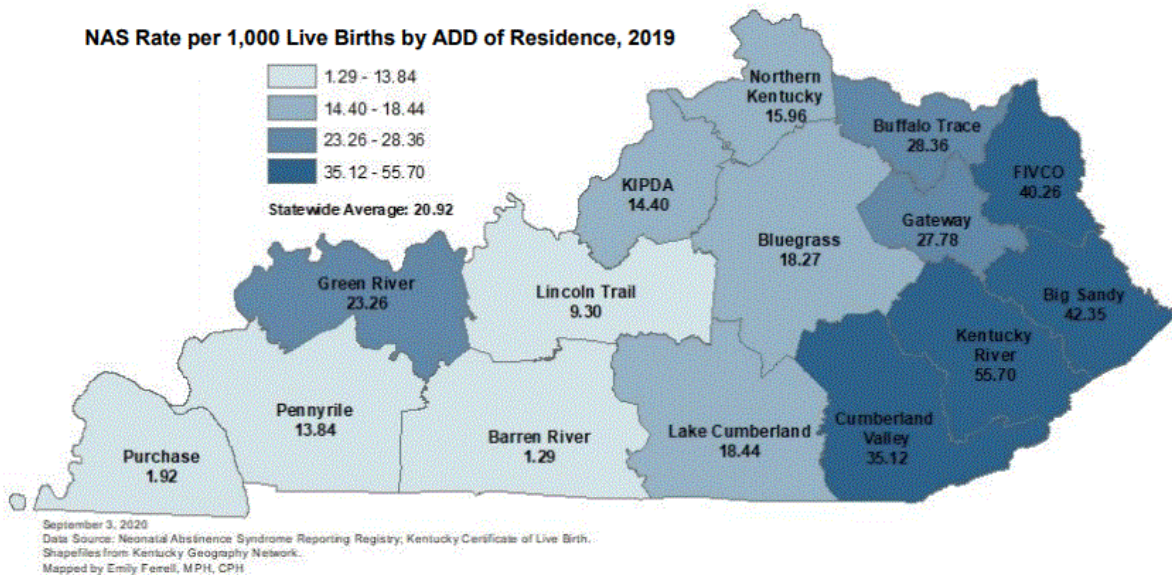 NAS Rate per 1,000 Live Births by ADD of Residence, 2019
1.29 - 13.84
14.40 - 18.44
23.26 - 28.36
35.12 - 55.70
Statewide Average: 20.92
Northern
Kentucky
15.96
Buffalo Trace
28.36
FIVCO
40.26
KIPDA
14.40
Gateway
27.78
Bluegrass
18.27
Green River
23.26
Lincoln Trail
9.30
Big Sandy
42.35
Kentucky
River
55.70
Pennyrile
13.84
Barren River
1.29
Lake Cumberland
18.44
Cumberland
Valley
35.12
Purchase
1.92
September 3, 2020
Data Source: Neonatal Abstinence Syndrome Reporting Registry; Kentucky Certificate of Live Birth.
Shapefiles from Kentucky Geography Network.
Mapped by Emily Ferrell, MPH, CPH